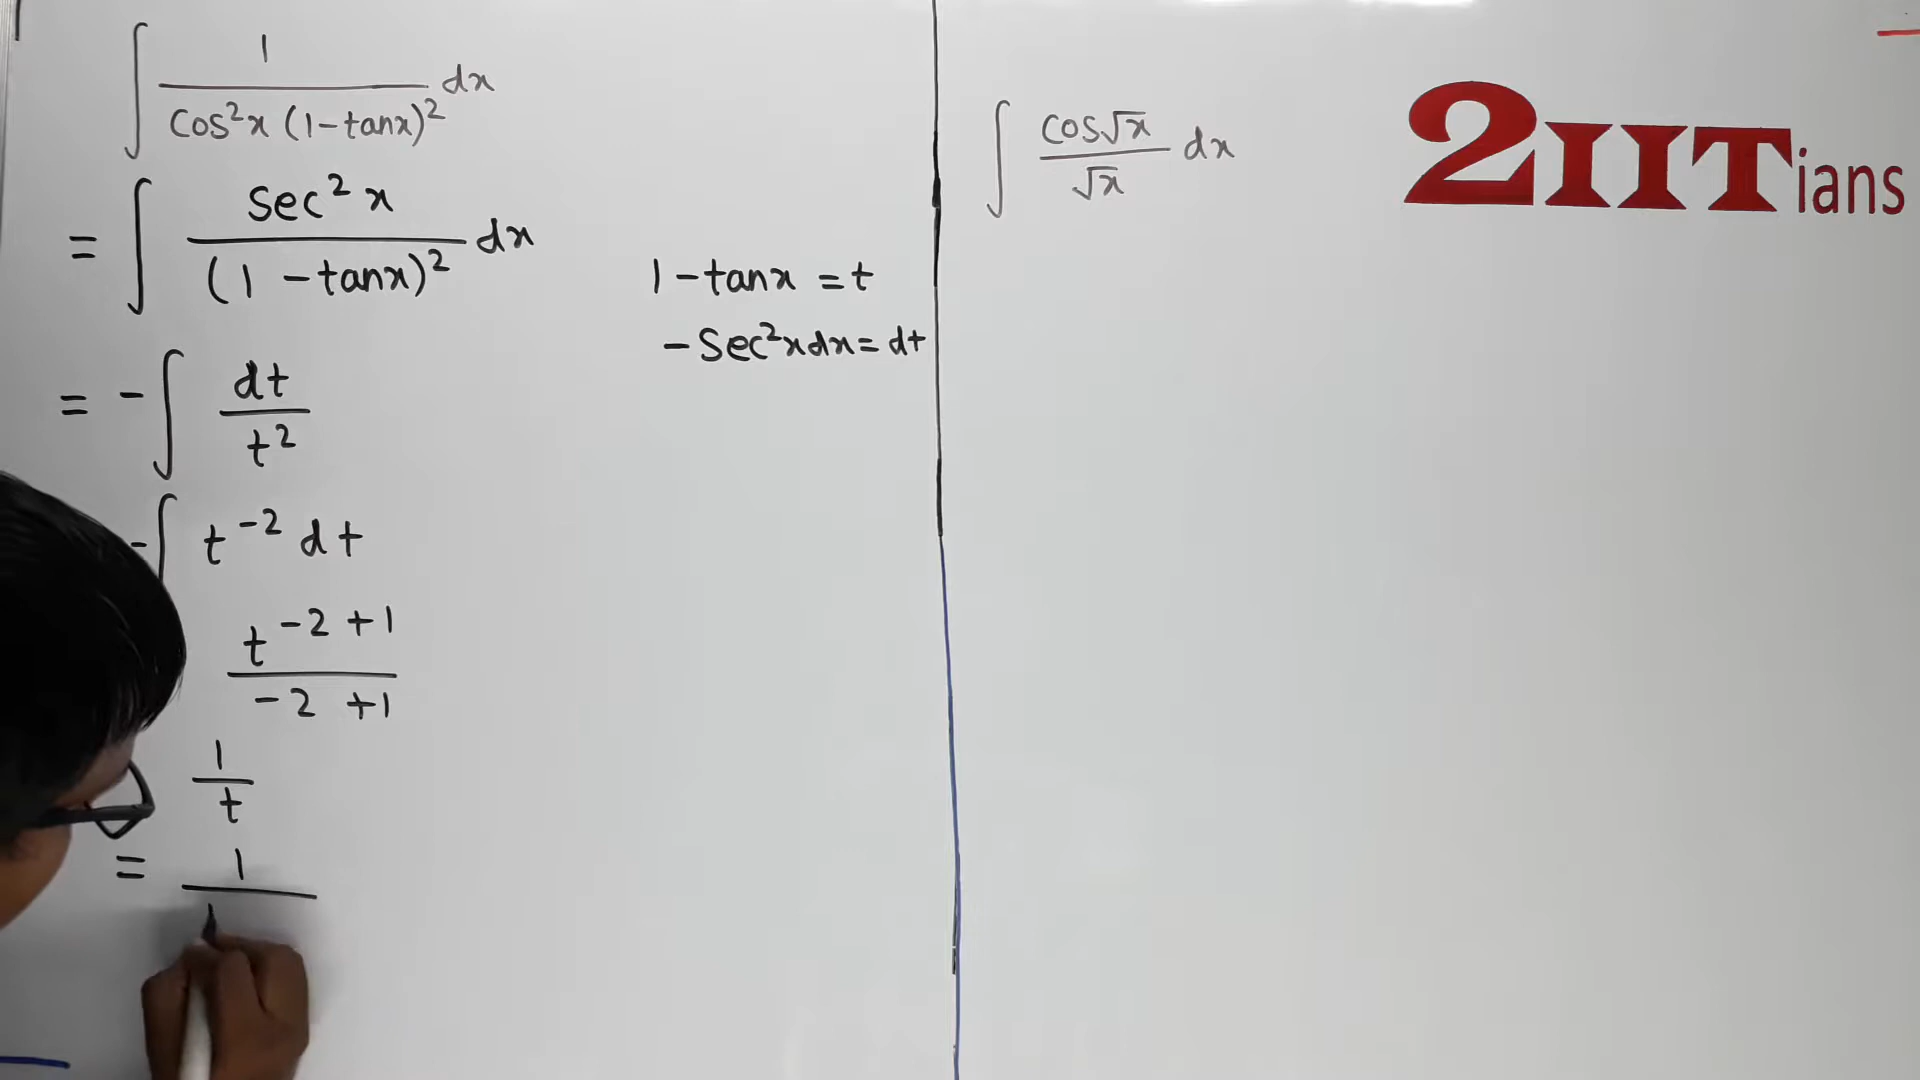 ∫ 1 / (cos²x (1-tanx)²) dx
= ∫ sec²x / (1 - tanx)² dx
1 - tanx = t
- sec²x dx = dt
= - ∫ dt / t²
- ∫ t⁻² dt
t^(-2 + 1) / (-2 + 1)
1 / t
= 1 /
∫ cos√x / √x dx
2IITians